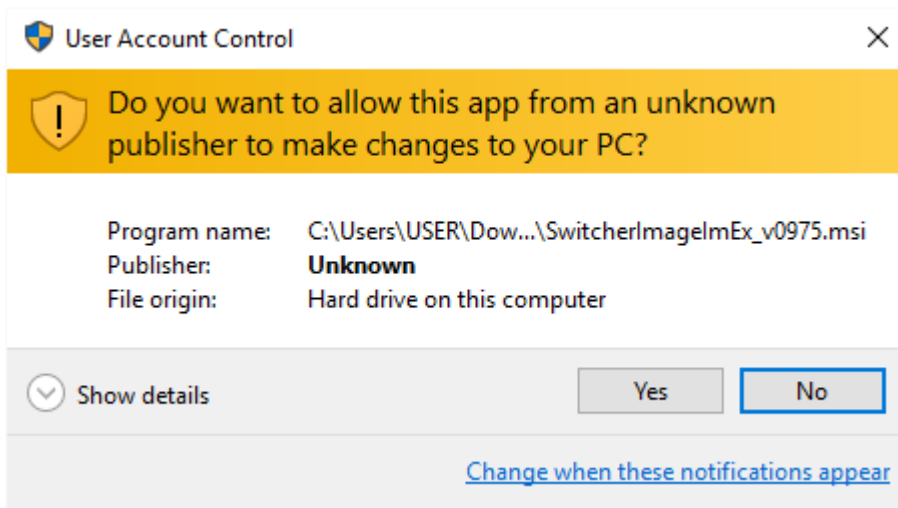 User Account Control
Do you want to allow this app from an unknown
publisher to make changes to your PC?
Program name: C:\Users\USER\Dow...\SwitcherImageImEx_v0975.msi
Publisher: Unknown
File origin: Hard drive on this computer
Show details Yes No
Change when these notifications appear